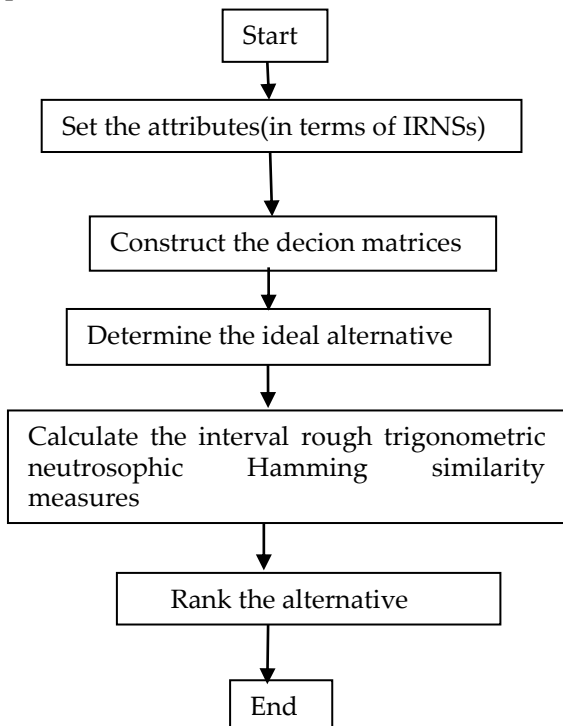 Start
Set the attributes(in terms of IRNSs)
Construct the decion matrices
Determine the ideal alternative
Calculate the interval rough trigonometric
neutrosophic Hamming similarity
measures
Rank the alternative
End